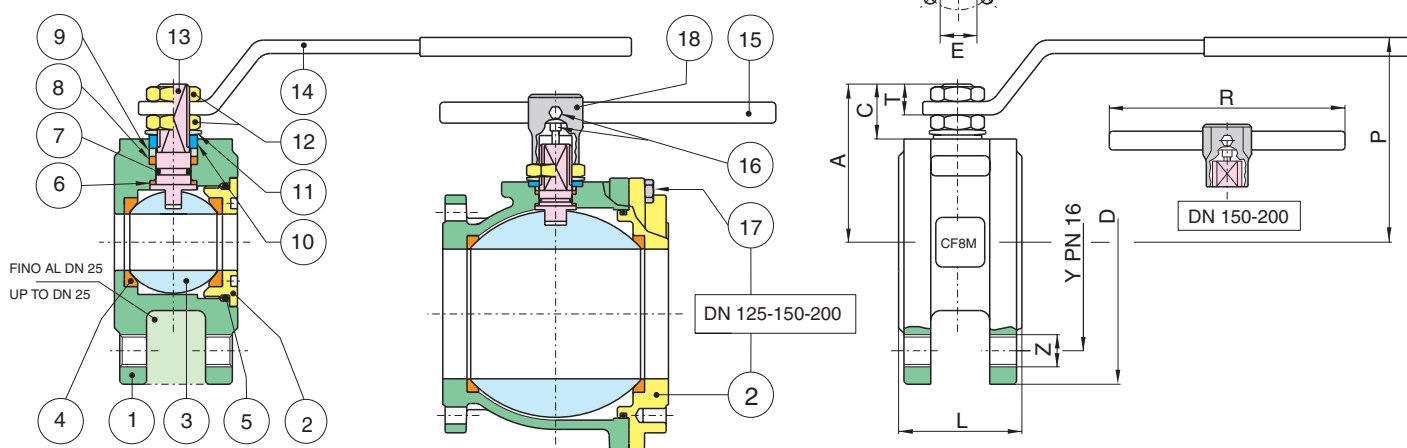 9
13
8
7
6
FINO AL DN 25
UP TO DN 25
4
1
3
5
2
14
12
11
10
18
15
16
17
DN 125-150-200
2
E
C
T
A
CF8M
Y PN 16
D
P
Z
L
R
DN 150-200